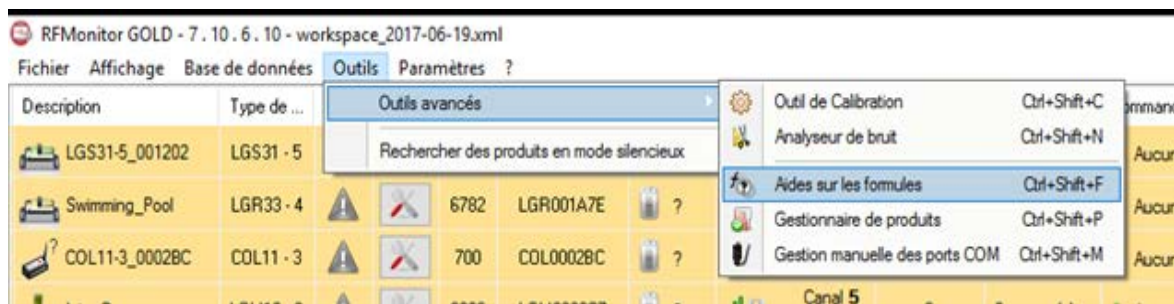 RFMonitor GOLD - 7 . 10 . 6 . 10 - workspace_2017-06-19.xml
Fichier Affichage Base de données Outils Paramètres ?
Description Type de ...
Outils avancés
Rechercher des produits en mode silencieux
Outil de Calibration Ctrl+Shift+C
Analyseur de bruit Ctrl+Shift+N
Aides sur les formules Ctrl+Shift+F
Gestionnaire de produits Ctrl+Shift+P
Gestion manuelle des ports COM Ctrl+Shift+M
LGS31-5_001202 LGS31 - 5
Swimming_Pool LGR33 - 4 6782 LGR001A7E ?
COL11-3_0002BC COL11 - 3 700 COL0002BC ?
Canal 5